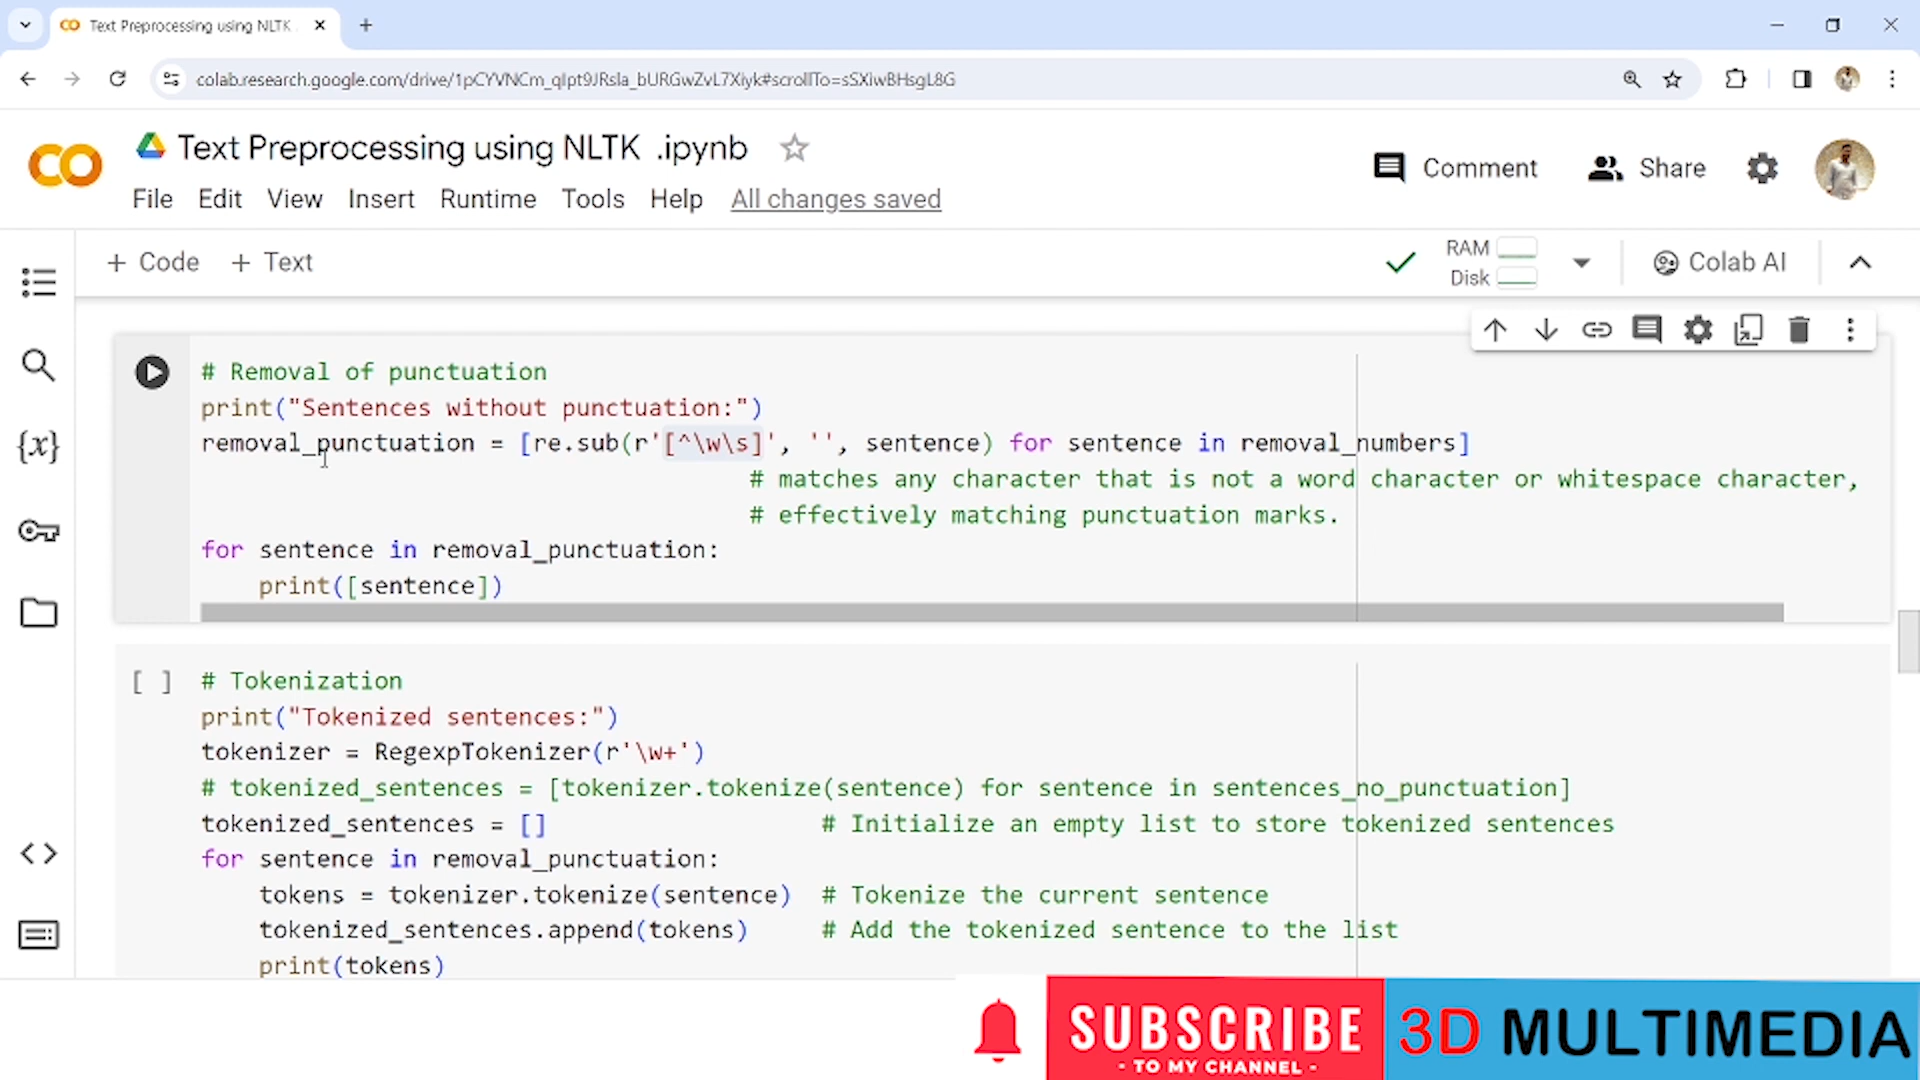 Text Preprocessing using NLTK
colab.research.google.com/drive/1pCYVNCm_qIpt9JRsla_bURGwZvL7Xiyk#scrollTo=sSXiwBHsgL8G
Text Preprocessing using NLTK .ipynb
Comment
Share
File Edit View Insert Runtime Tools Help All changes saved
+ Code + Text
RAM
Disk
Colab AI
# Removal of punctuation
print("Sentences without punctuation:")
removal_punctuation = [re.sub(r'[^\w\s]', '', sentence) for sentence in removal_numbers]
# matches any character that is not a word character or whitespace character,
# effectively matching punctuation marks.
for sentence in removal_punctuation:
print([sentence])
[ ] # Tokenization
print("Tokenized sentences:")
tokenizer = RegexpTokenizer(r'\w+')
# tokenized_sentences = [tokenizer.tokenize(sentence) for sentence in sentences_no_punctuation]
tokenized_sentences = [] # Initialize an empty list to store tokenized sentences
for sentence in removal_punctuation:
tokens = tokenizer.tokenize(sentence) # Tokenize the current sentence
tokenized_sentences.append(tokens) # Add the tokenized sentence to the list
print(tokens)
SUBSCRIBE
- TO MY CHANNEL -
3D MULTIMEDIA